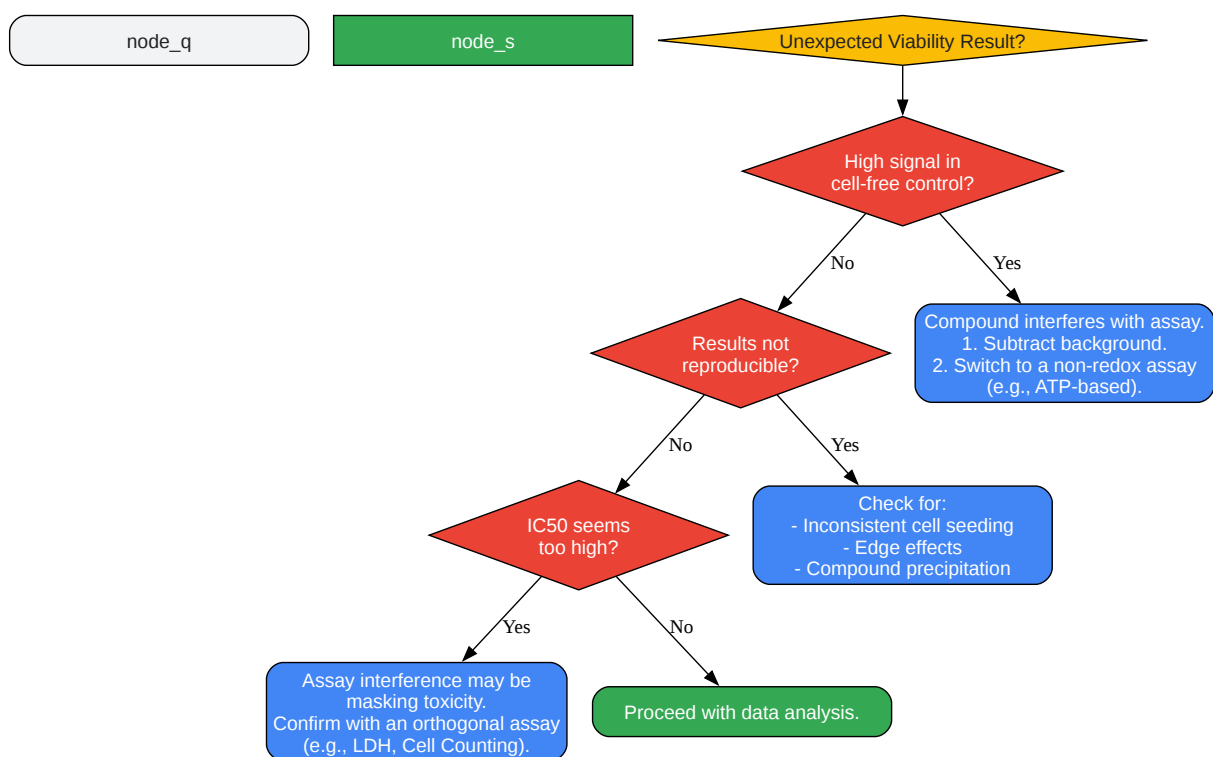 node_q
node_s
Unexpected Viability Result?
High signal in
cell-free control?
No
Yes
Results not
reproducible?
Compound interferes with assay.
1. Subtract background.
2. Switch to a non-redox assay
(e.g., ATP-based).
No
Yes
IC50 seems
too high?
Check for:
- Inconsistent cell seeding
- Edge effects
- Compound precipitation
Yes
No
Assay interference may be
masking toxicity.
Confirm with an orthogonal assay
(e.g., LDH, Cell Counting).
Proceed with data analysis.